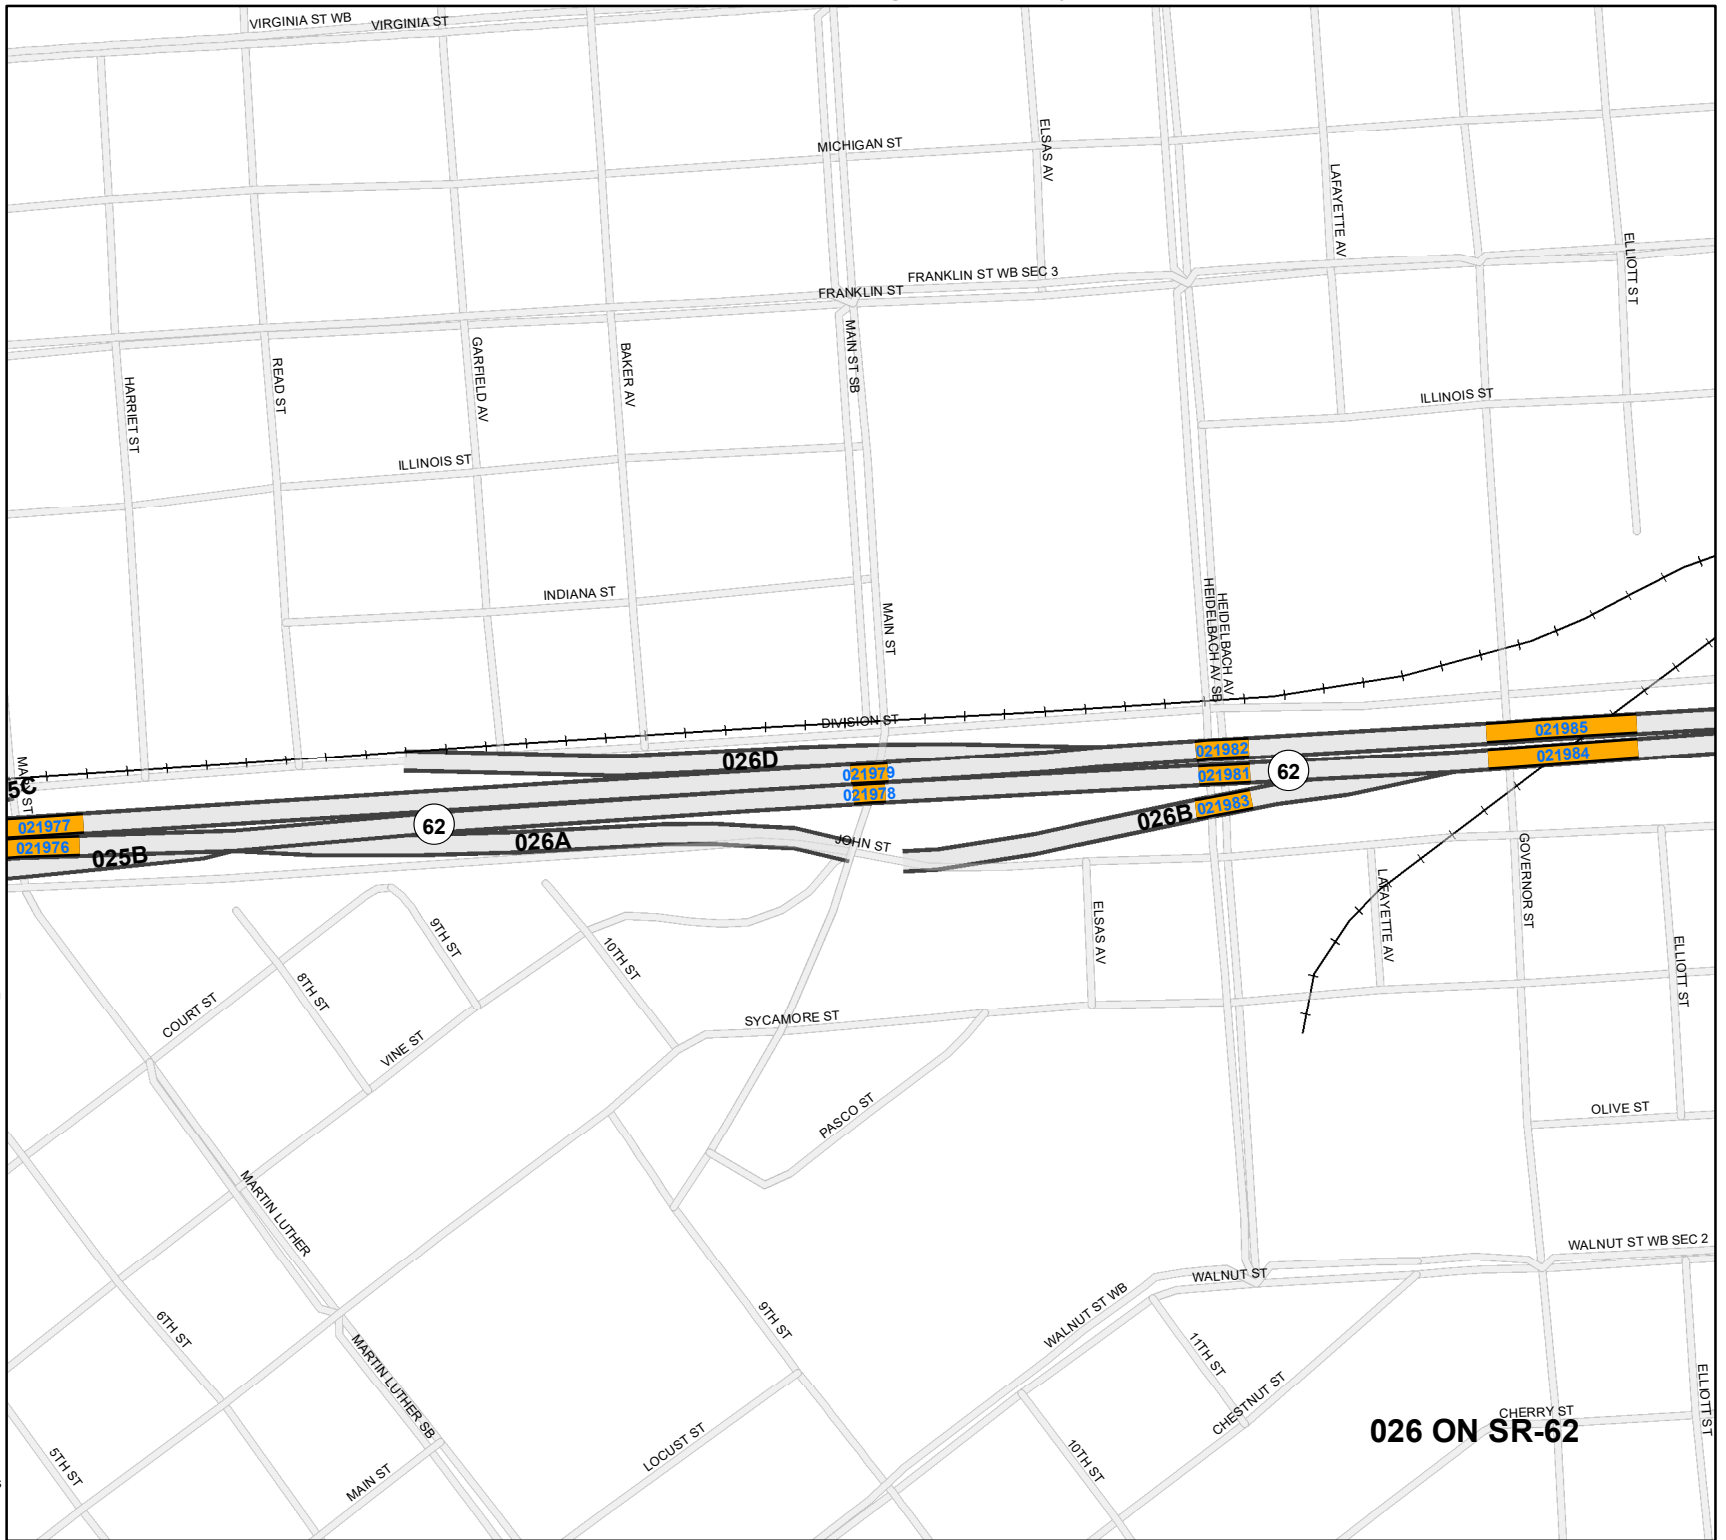 VIRGINIA ST WB
VIRGINIA ST
MICHIGAN ST
ELSAS AV
LAFAYETTE AV
ELLIOTT ST
FRANKLIN ST WB SEC 3
FRANKLIN ST
HARRIET ST
READ ST
GARFIELD AV
BAKER AV
MAIN ST SB
ILLINOIS ST
ILLINOIS ST
INDIANA ST
MAIN ST
HEIDELBACH AV SB
HEIDELBACH AV
DIVISION ST
5C
026D
021979
021978
021982
021981
021983
62
021985
021984
021977
021976
62
025B
026A
026B
JOHN ST
GOVERNOR ST
LAFAYETTE AV
ELSAS AV
ELLIOTT ST
9TH ST
10TH ST
8TH ST
COURT ST
VINE ST
SYCAMORE ST
PASCO ST
OLIVE ST
MARTIN LUTHER
WALNUT ST WB SEC 2
WALNUT ST
WALNUT ST WB
6TH ST
9TH ST
MARTIN LUTHER SB
11TH ST
CHESTNUT ST
ELLIOTT ST
CHERRY ST
026 ON SR-62
LOCUST ST
10TH ST
5TH ST
MAIN ST